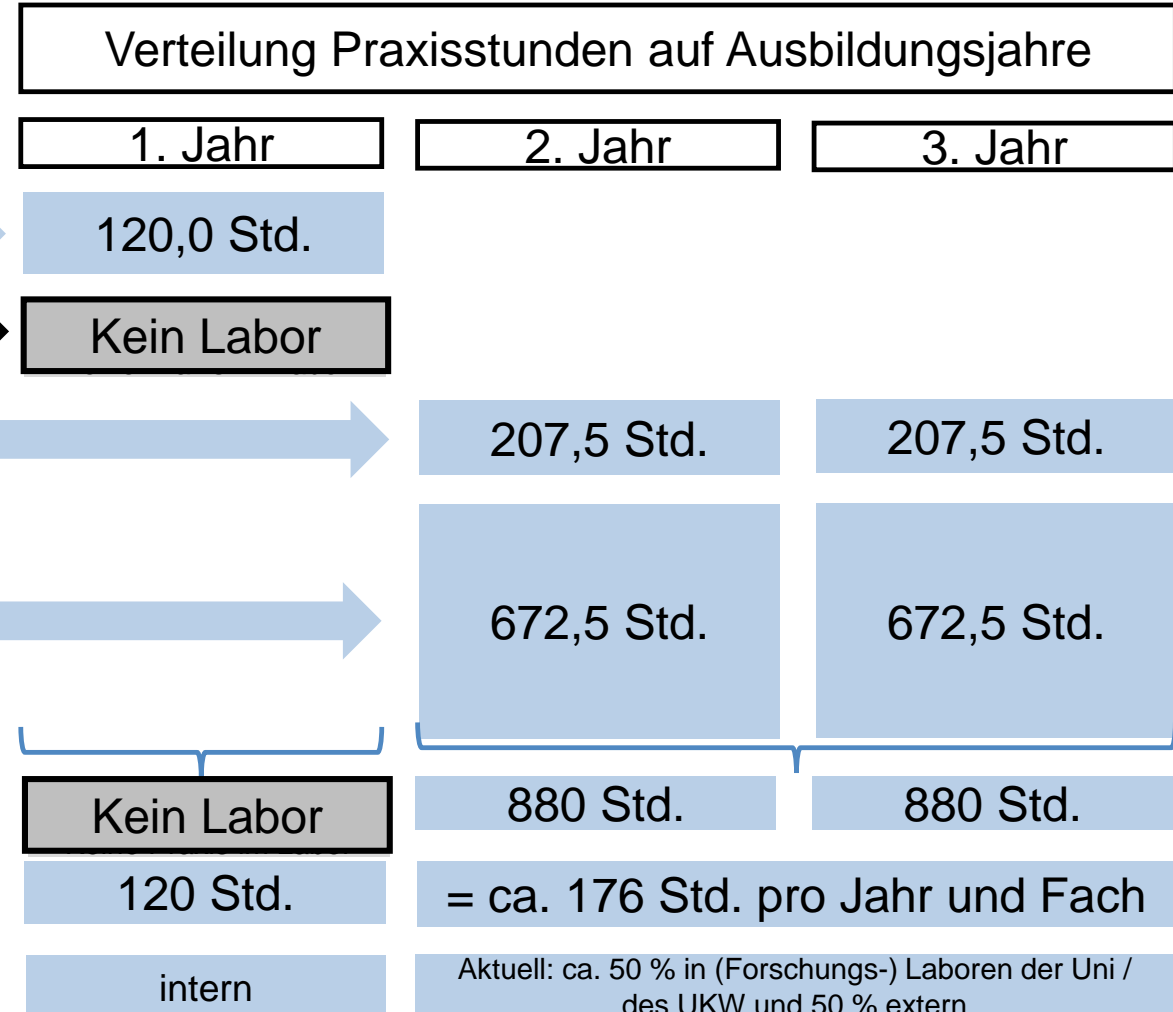 Verteilung Praxisstunden auf Ausbildungsjahre
1. Jahr
2. Jahr
3. Jahr
120,0 Std.
Kein Labor
207,5 Std.
207,5 Std.
672,5 Std.
672,5 Std.
Kein Labor
880 Std.
880 Std.
120 Std.
= ca. 176 Std. pro Jahr und Fach
intern
Aktuell: ca. 50 % in (Forschungs-) Laboren der Uni /
des UKW und 50 % extern